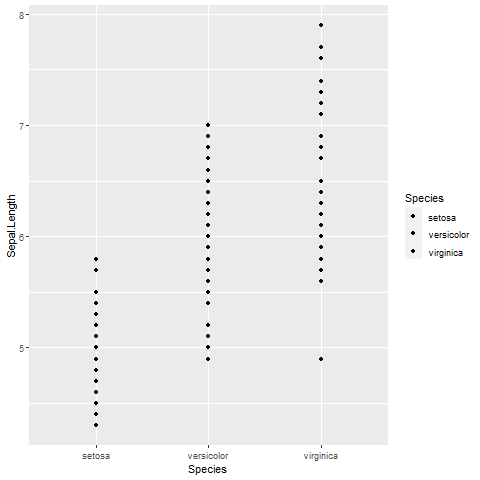 8
7
6
5
Sepal.Length
setosa
versicolor
virginica
Species
Species
setosa
versicolor
virginica